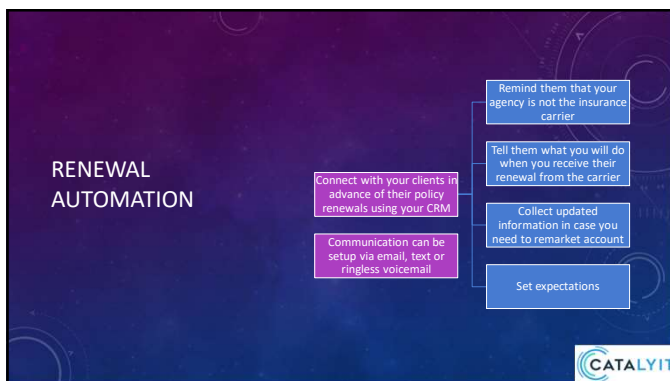 RENEWAL
AUTOMATION
Connect with your clients in
advance of their policy
renewals using your CRM
Communication can be
setup via email, text or
ringless voicemail
Remind them that your
agency is not the insurance
carrier
Tell them what you will do
when you receive their
renewal from the carrier
Collect updated
information in case you
need to remarket account
Set expectations
CATALYIT